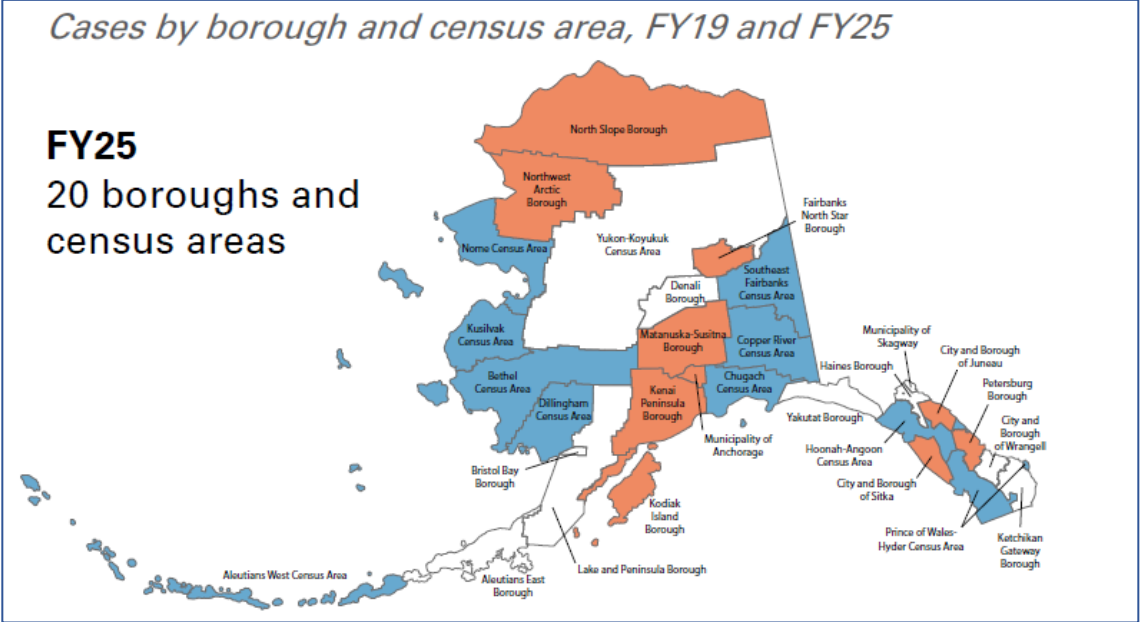 Cases by borough and census area, FY19 and FY25
FY25
20 boroughs and
census areas
North Slope Borough
Northwest
Arctic
Borough
Nome Census Area
Yukon-Koyukuk
Census Area
Fairbanks
North Star
Borough
Southeast
Fairbanks
Census Area
Denali
Borough
Kusilvak
Census Area
Matanuska-Susitna
Borough
Copper River
Census Area
Bethel
Census Area
Dillingham
Census Area
Kenai
Peninsula
Borough
Chugach
Census Area
Municipality of
Anchorage
Bristol Bay
Borough
Kodiak
Island
Borough
Lake and Peninsula Borough
Aleutians East
Borough
Aleutians West Census Area
Municipality of
Skagway
Haines Borough
City and Borough
of Juneau
Petersburg
Borough
City and
Borough
of Wrangell
Yakutat Borough
Hoonah-Angoon
Census Area
City and Borough
of Sitka
Prince of Wales-
Hyder Census Area
Ketchikan
Gateway
Borough